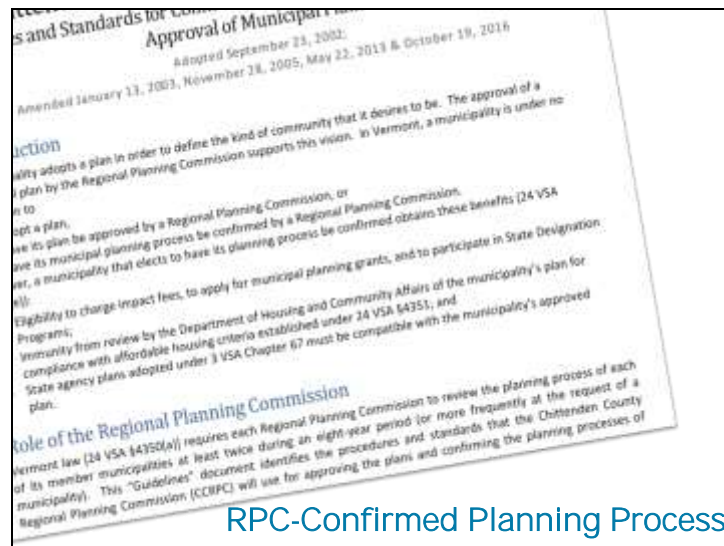 es and Standards for
Approval of Municipal
Adopted September 23, 2002;
Amended January 13, 2003, November 28, 2005, May 22, 2013 & October 19, 2016
uction
ality adopts a plan in order to define the kind of community that it desires to be. The approval of a
l plan by the Regional Planning Commission supports this vision. In Vermont, a municipality is under no
n to
opt a plan,
ave its plan be approved by a Regional Planning Commission, or
ave its municipal planning process be confirmed by a Regional Planning Commission.
ver, a municipality that elects to have its planning process be confirmed obtains these benefits (24 VSA
Eligibility to charge impact fees, to apply for municipal planning grants, and to participate in State Designation
Programs;
Immunity from review by the Department of Housing and Community Affairs of the municipality's plan for
compliance with affordable housing criteria established under 24 VSA §4351; and
State agency plans adopted under 3 VSA Chapter 67 must be compatible with the municipality's approved
plan.
Role of the Regional Planning Commission
Vermont law (24 VSA §4350(a)) requires each Regional Planning Commission to review the planning process of each
of its member municipalities at least twice during an eight-year period (or more frequently at the request of a
municipality). This "Guidelines" document identifies the procedures and standards that the Chittenden County
Regional Planning Commission (CCRPC) will use for approving the plans and confirming the planning processes of
RPC-Confirmed Planning Process